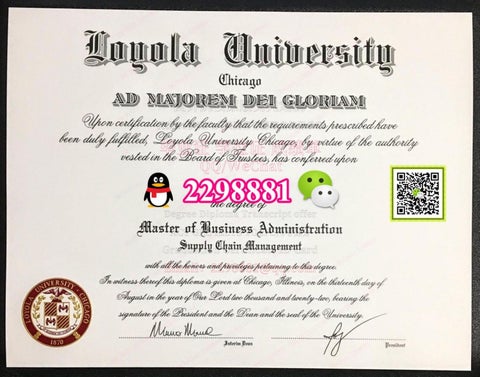 Loyola University
Chicago
AD MAJOREM DEI GLORIAM
Upon certification by the faculty that the requirements prescribed have
been duly fulfilled, Loyola University Chicago, by virtue of the authority
vested in the Board of Trustees, has conferred upon
QQ/WeChat
2298881
the degree of
Degree Diploma Transcript offer
Master of Business Administration
Supply Chain Management
with all the honors and privileges pertaining to this degree.
In witness thereof this diploma is given at Chicago, Illinois, on the thirteenth day of
August in the year of Our Lord two thousand and twenty-two, bearing the
signature of the President and the Dean and the seal of the University.
LOYOLA UNIVERSITY CHICAGO
1870
Interim Dean
President